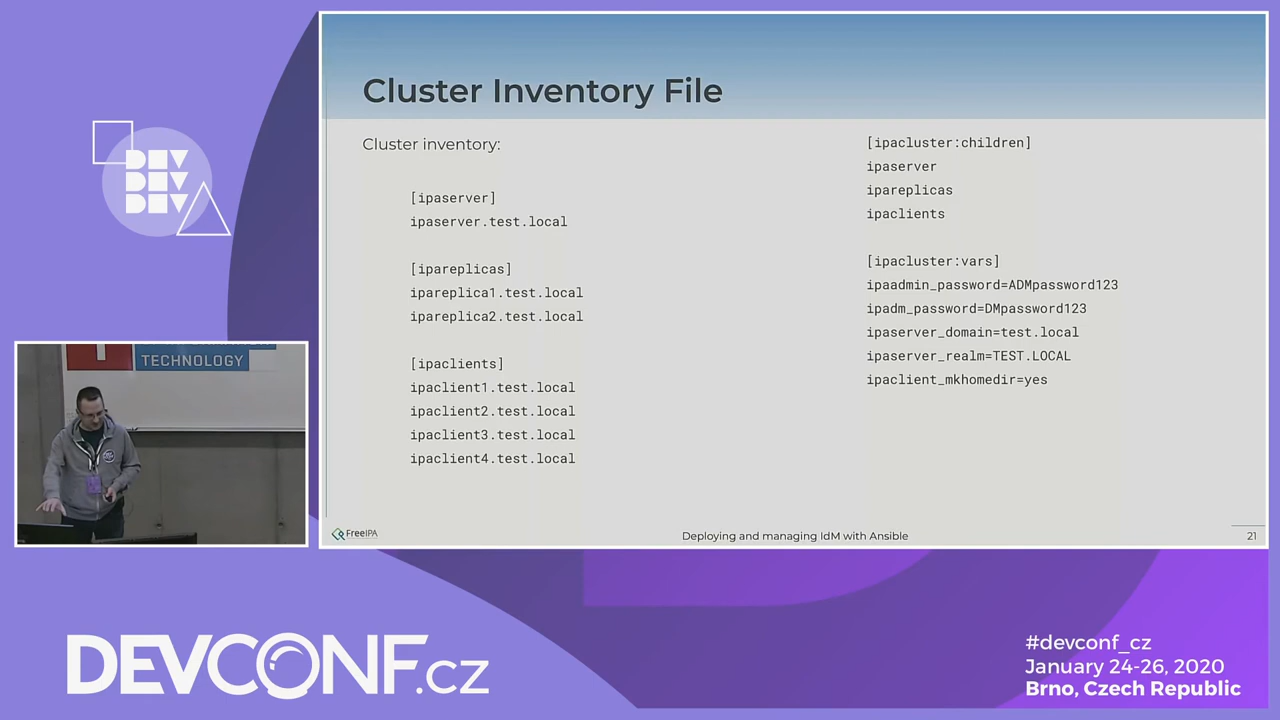 DEV
DEV
DEV
Cluster Inventory File
Cluster inventory:
[ipaserver]
ipaserver.test.local
[ipareplicas]
ipareplica1.test.local
ipareplica2.test.local
[ipaclients]
ipaclient1.test.local
ipaclient2.test.local
ipaclient3.test.local
ipaclient4.test.local
[ipacluster:children]
ipaserver
ipareplicas
ipaclients
[ipacluster:vars]
ipaadmin_password=ADMpassword123
ipadm_password=DMpassword123
ipaserver_domain=test.local
ipaserver_realm=TEST.LOCAL
ipaclient_mkhomedir=yes
FreeIPA
Deploying and managing IdM with Ansible
21
TECHNOLOGY
DEVCONF.cz
#devconf_cz
January 24-26, 2020
Brno, Czech Republic